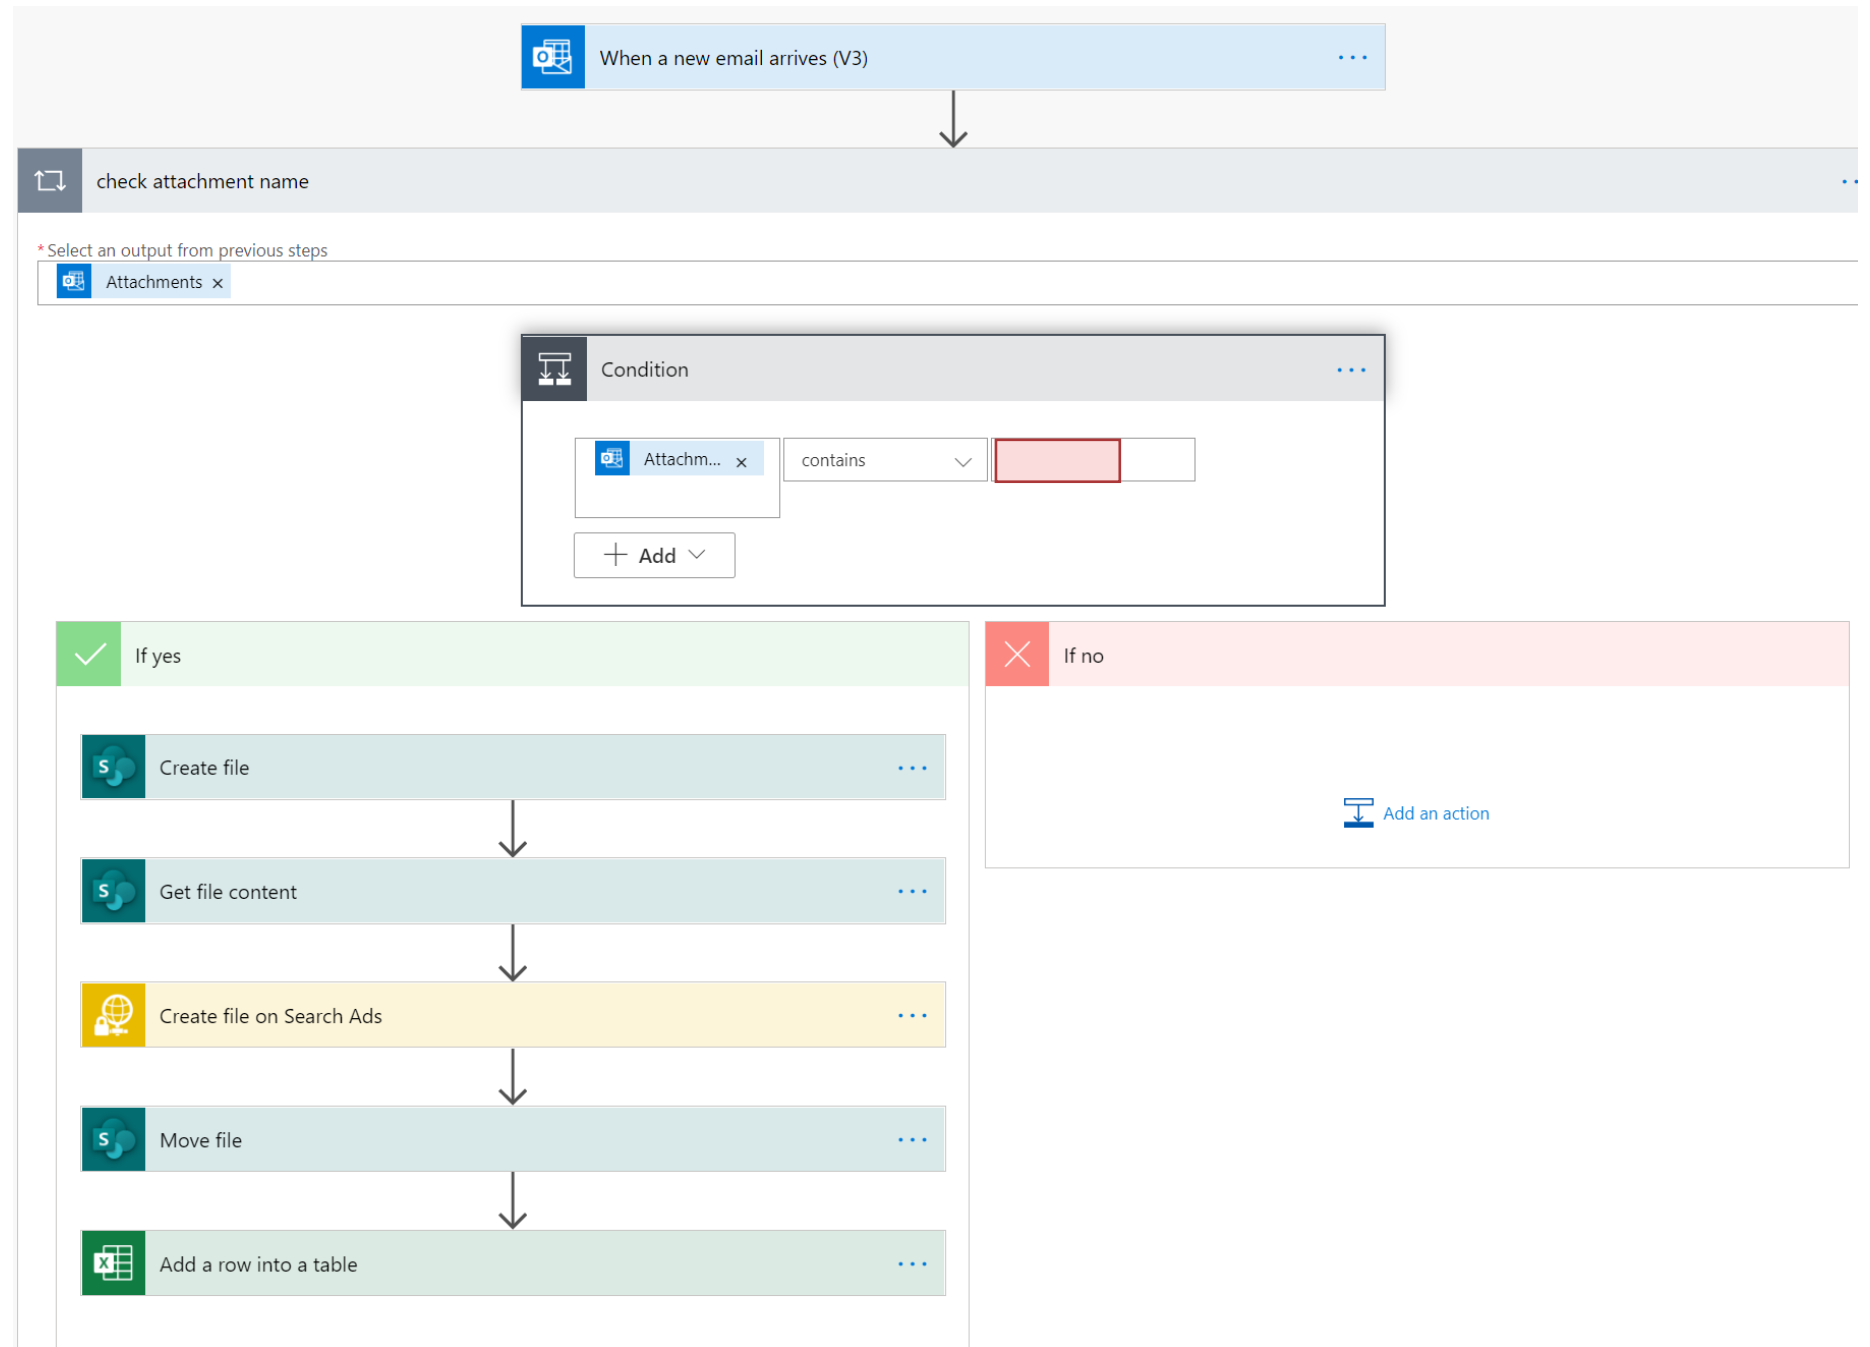 When a new email arrives (V3)
check attachment name
* Select an output from previous steps
Attachments ×
Condition
Attachm... ×
contains
+ Add
If yes
If no
Create file
Add an action
Get file content
Create file on Search Ads
Move file
Add a row into a table